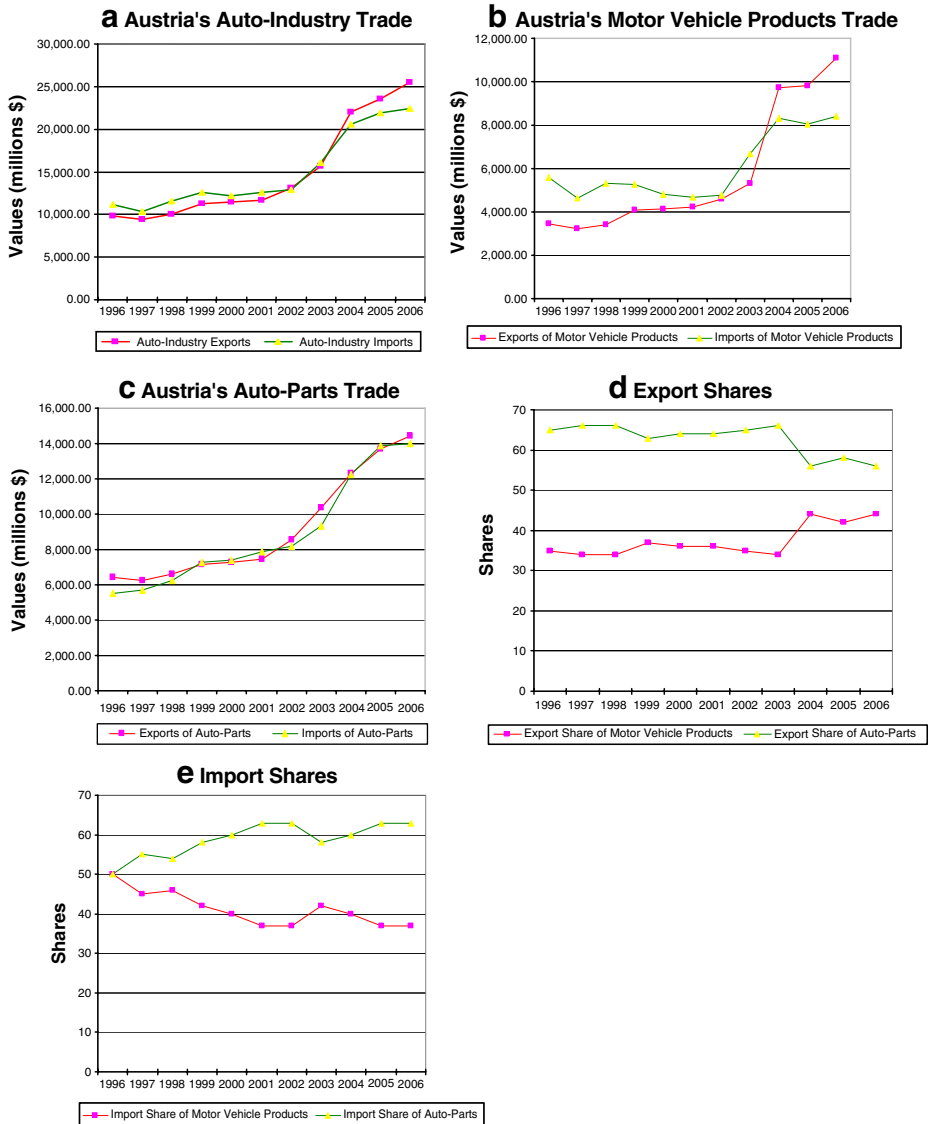 a Austria's Auto-Industry Trade
Values (millions $)
30,000.00
25,000.00
20,000.00
15,000.00
10,000.00
5,000.00
0.00
1996 1997 1998 1999 2000 2001 2002 2003 2004 2005 2006
Auto-Industry Exports Auto-Industry Imports
b Austria's Motor Vehicle Products Trade
Values (millions $)
12,000.00
10,000.00
8,000.00
6,000.00
4,000.00
2,000.00
0.00
1996 1997 1998 1999 2000 2001 2002 2003 2004 2005 2006
Exports of Motor Vehicle Products Imports of Motor Vehicle Products
c Austria's Auto-Parts Trade
Values (millions $)
16,000.00
14,000.00
12,000.00
10,000.00
8,000.00
6,000.00
4,000.00
2,000.00
0.00
1996 1997 1998 1999 2000 2001 2002 2003 2004 2005 2006
Exports of Auto-Parts Imports of Auto-Parts
d Export Shares
Shares
70
60
50
40
30
20
10
0
1996 1997 1998 1999 2000 2001 2002 2003 2004 2005 2006
Export Share of Motor Vehicle Products Export Share of Auto-Parts
e Import Shares
Shares
70
60
50
40
30
20
10
0
1996 1997 1998 1999 2000 2001 2002 2003 2004 2005 2006
Import Share of Motor Vehicle Products Import Share of Auto-Parts